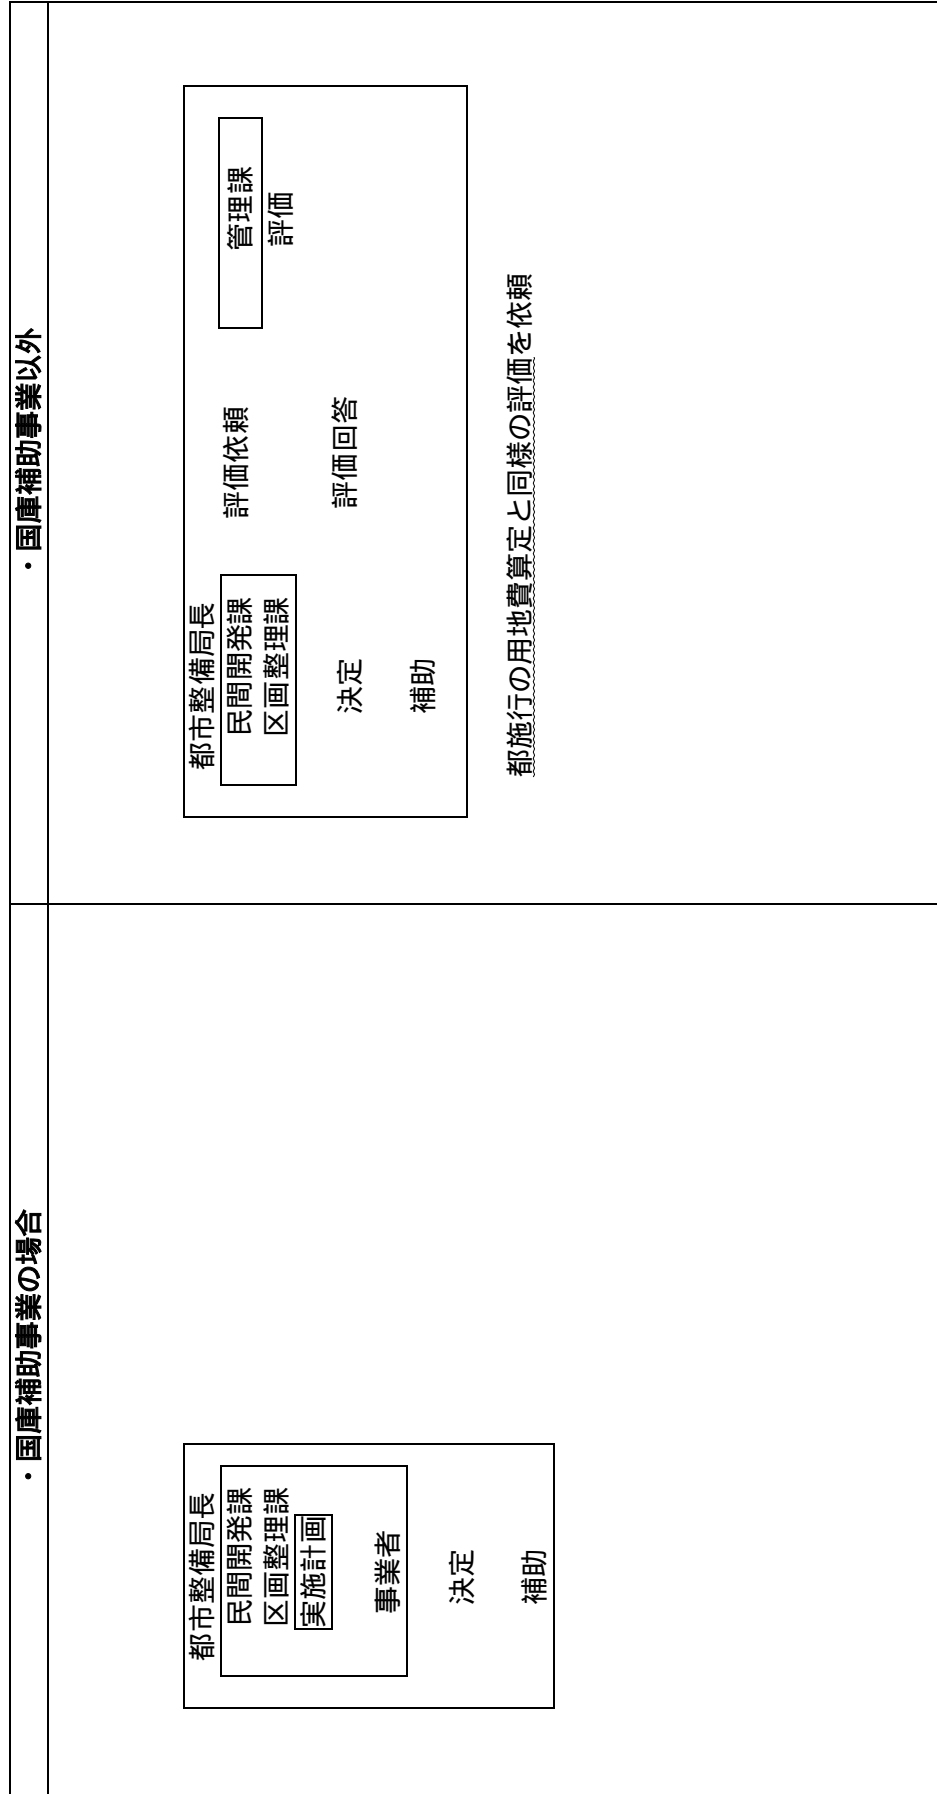 ・国庫補助事業の場合
都市整備局長
民間開発課
区画整理課
実施計画
事業者
決定
補助
・国庫補助事業以外
都市整備局長
民間開発課
区画整理課
評価依頼
管理課
評価
評価回答
決定
補助
都施行の用地費算定と同様の評価を依頼